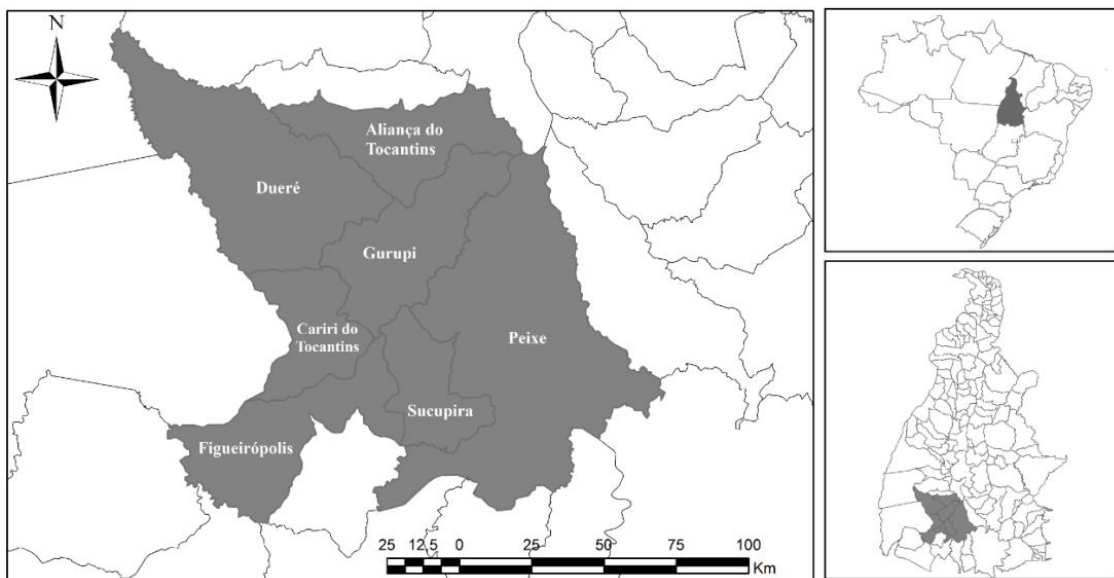 N
Aliança do
Tocantins
Dueré
Gurupi
Cariri do
Tocantins
Peixe
Sucupira
Figueirópolis
25 12,5 0 25 50 75 100
Km